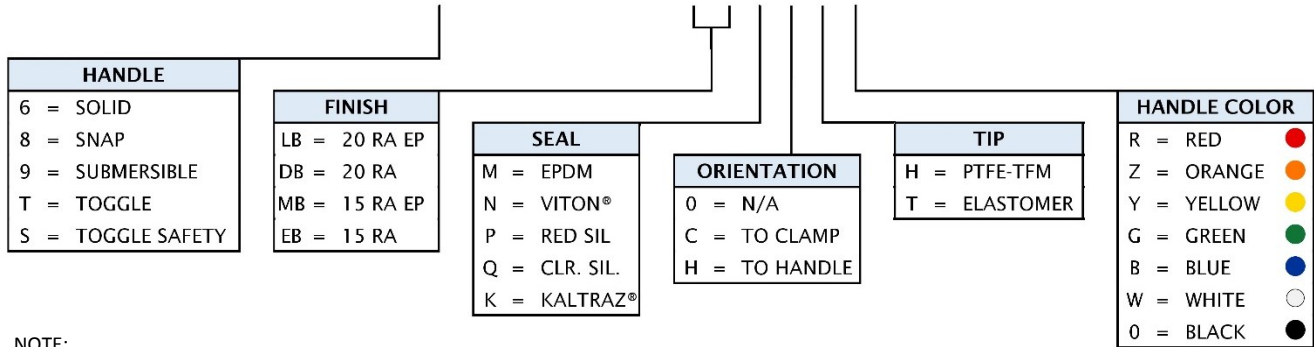 HANDLE
6 = SOLID
8 = SNAP
9 = SUBMERSIBLE
T = TOGGLE
S = TOGGLE SAFETY
FINISH
LB = 20 RA EP
DB = 20 RA
MB = 15 RA EP
EB = 15 RA
SEAL
M = EPDM
N = VITON®
P = RED SIL
Q = CLR. SIL.
K = KALTRAZ®
ORIENTATION
0 = N/A
C = TO CLAMP
H = TO HANDLE
TIP
H = PTFE-TFM
T = ELASTOMER
HANDLE COLOR
R = RED
Z = ORANGE
Y = YELLOW
G = GREEN
B = BLUE
W = WHITE
0 = BLACK
NOTE: